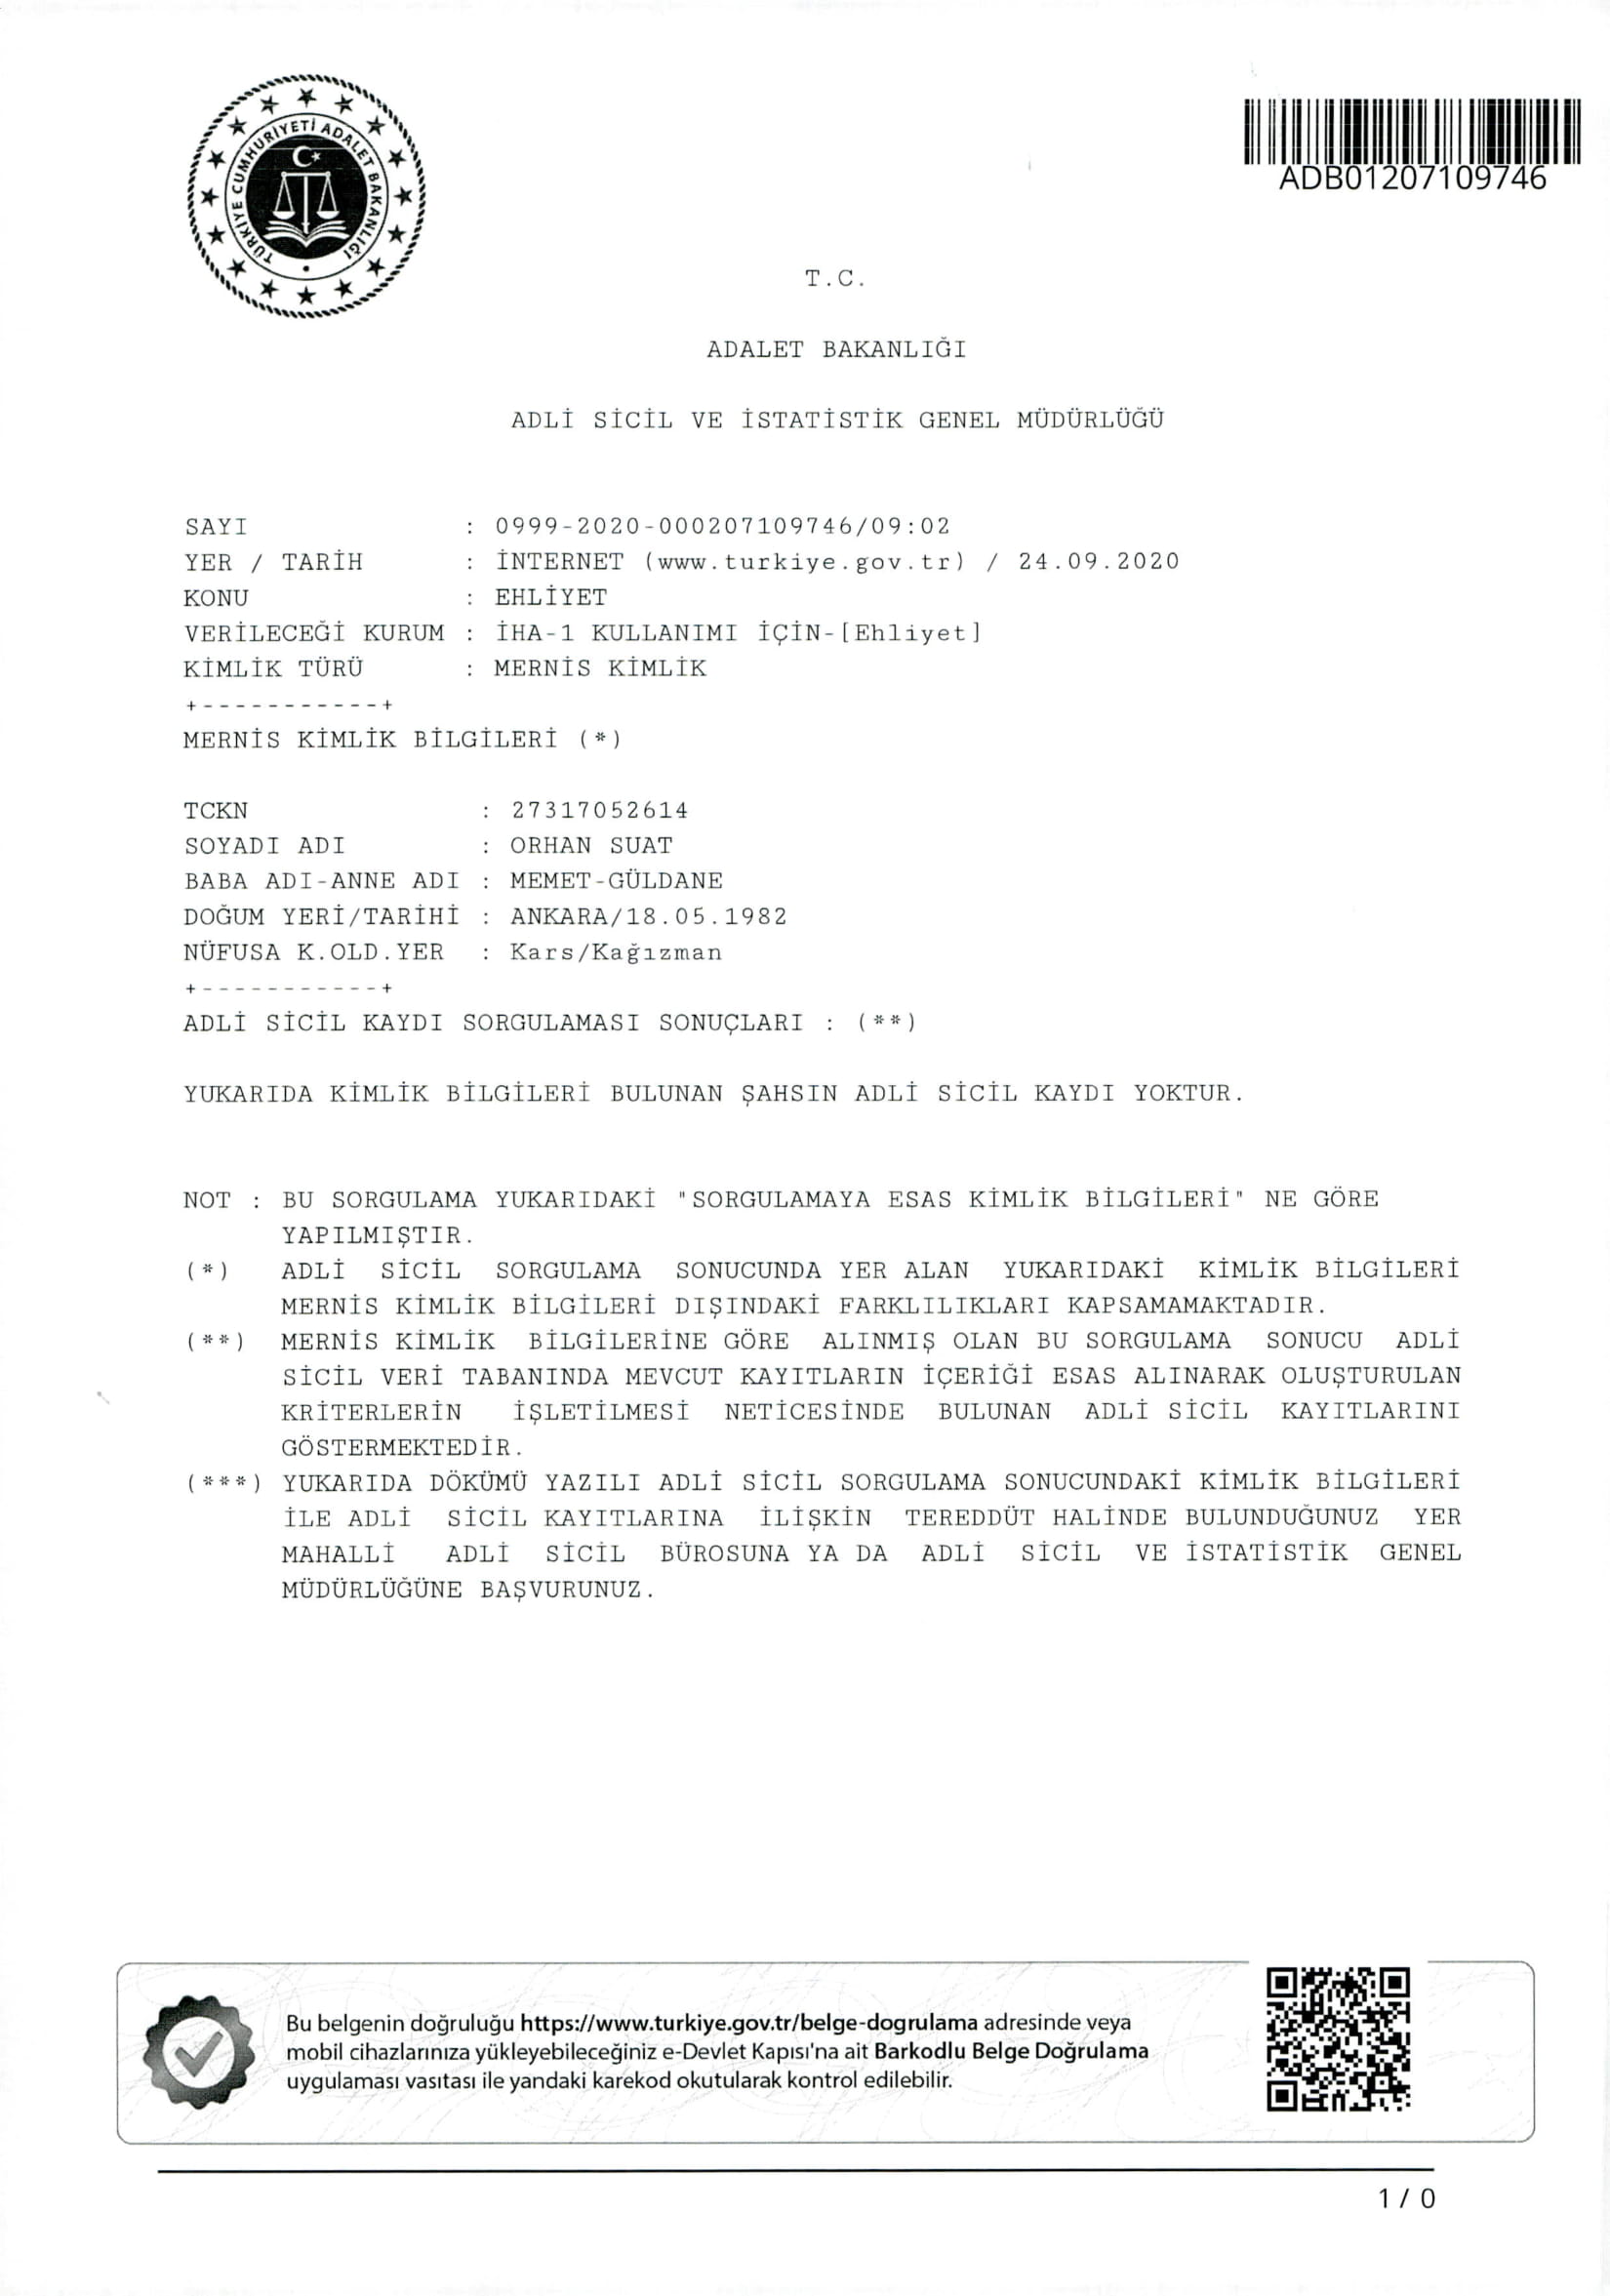 TÜRKİYE CUMHURİYETİ ADALET BAKANLIĞI
ADB01207109746
T.C.
ADALET BAKANLIĞI
ADLİ SİCİL VE İSTATİSTİK GENEL MÜDÜRLÜĞÜ
SAYI : 0999-2020-000207109746/09:02
YER / TARİH : İNTERNET (www.turkiye.gov.tr) / 24.09.2020
KONU : EHLİYET
VERİLECEĞİ KURUM : İHA-1 KULLANIMI İÇİN-[Ehliyet]
KİMLİK TÜRÜ : MERNİS KİMLİK
+-----------+
MERNİS KİMLİK BİLGİLERİ (*)
TCKN : 27317052614
SOYADI ADI : ORHAN SUAT
BABA ADI-ANNE ADI : MEMET-GÜLDANE
DOĞUM YERİ/TARİHİ : ANKARA/18.05.1982
NÜFUSA K.OLD.YER : Kars/Kağızman
+-----------+
ADLİ SİCİL KAYDI SORGULAMASI SONUÇLARI : (**)
YUKARIDA KİMLİK BİLGİLERİ BULUNAN ŞAHSIN ADLİ SİCİL KAYDI YOKTUR.
NOT : BU SORGULAMA YUKARIDAKİ "SORGULAMAYA ESAS KİMLİK BİLGİLERİ" NE GÖRE
YAPILMIŞTIR.
(*) ADLİ SİCİL SORGULAMA SONUCUNDA YER ALAN YUKARIDAKİ KİMLİK BİLGİLERİ
MERNİS KİMLİK BİLGİLERİ DIŞINDAKİ FARKLILIKLARI KAPSAMAMAKTADIR.
(**) MERNİS KİMLİK BİLGİLERİNE GÖRE ALINMIŞ OLAN BU SORGULAMA SONUCU ADLİ
SİCİL VERİ TABANINDA MEVCUT KAYITLARIN İÇERİĞİ ESAS ALINARAK OLUŞTURULAN
KRİTERLERİN İŞLETİLMESİ NETİCESİNDE BULUNAN ADLİ SİCİL KAYITLARINI
GÖSTERMEKTEDİR.
(***) YUKARIDA DÖKÜMÜ YAZILI ADLİ SİCİL SORGULAMA SONUCUNDAKİ KİMLİK BİLGİLERİ
İLE ADLİ SİCİL KAYITLARINA İLİŞKİN TEREDDÜT HALİNDE BULUNDUĞUNUZ YER
MAHALLİ ADLİ SİCİL BÜROSUNA YA DA ADLİ SİCİL VE İSTATİSTİK GENEL
MÜDÜRLÜĞÜNE BAŞVURUNUZ.
Bu belgenin doğruluğu https://www.turkiye.gov.tr/belge-dogrulama adresinde veya
mobil cihazlarınıza yükleyebileceğiniz e-Devlet Kapısı'na ait Barkodlu Belge Doğrulama
uygulaması vasıtası ile yandaki karekod okutularak kontrol edilebilir.
1 / 0